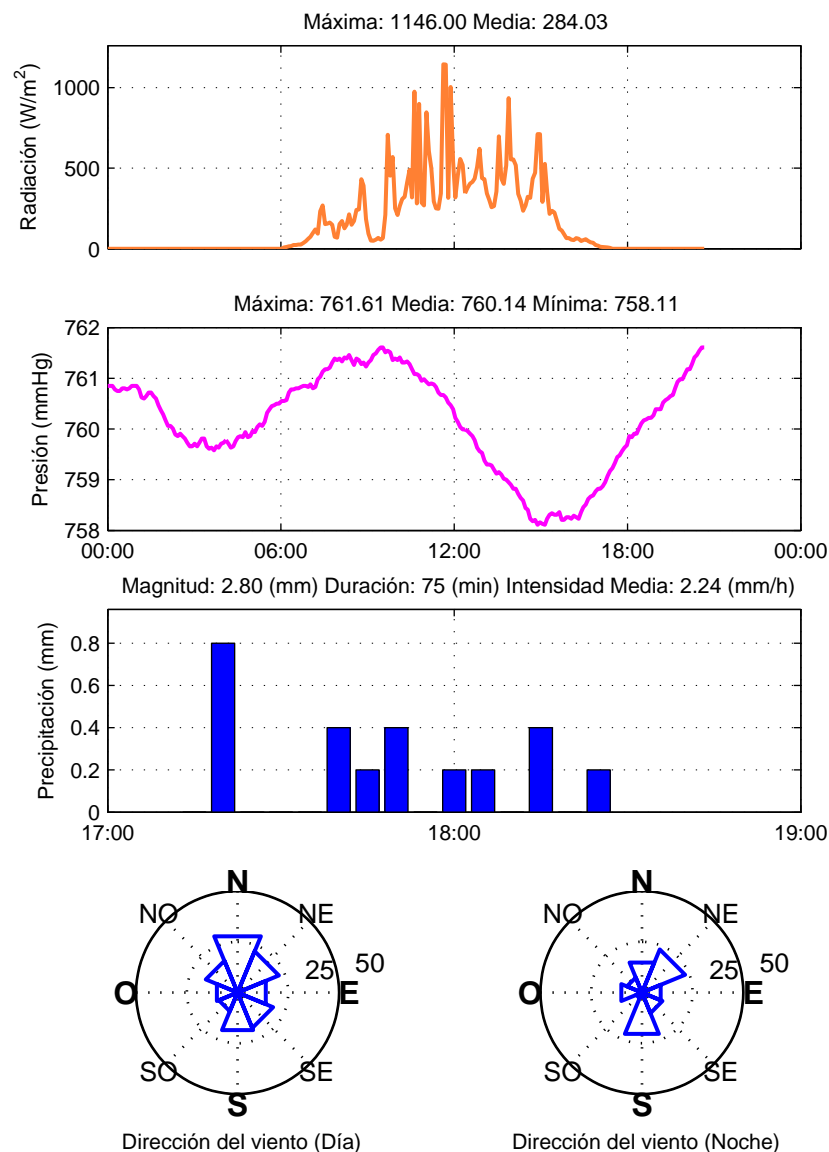 Máxima: 1146.00 Media: 284.03
1000
500
0
Radiación (W/m²)
Máxima: 761.61 Media: 760.14 Mínima: 758.11
762
761
760
759
758
Presión (mmHg)
00:00 06:00 12:00 18:00 00:00
Magnitud: 2.80 (mm) Duración: 75 (min) Intensidad Media: 2.24 (mm/h)
0.8
0.6
0.4
0.2
0
Precipitación (mm)
17:00 18:00 19:00
N
NO NE
25 50
O E
SO SE
S
Dirección del viento (Día)
N
NO NE
25 50
O E
SO SE
S
Dirección del viento (Noche)